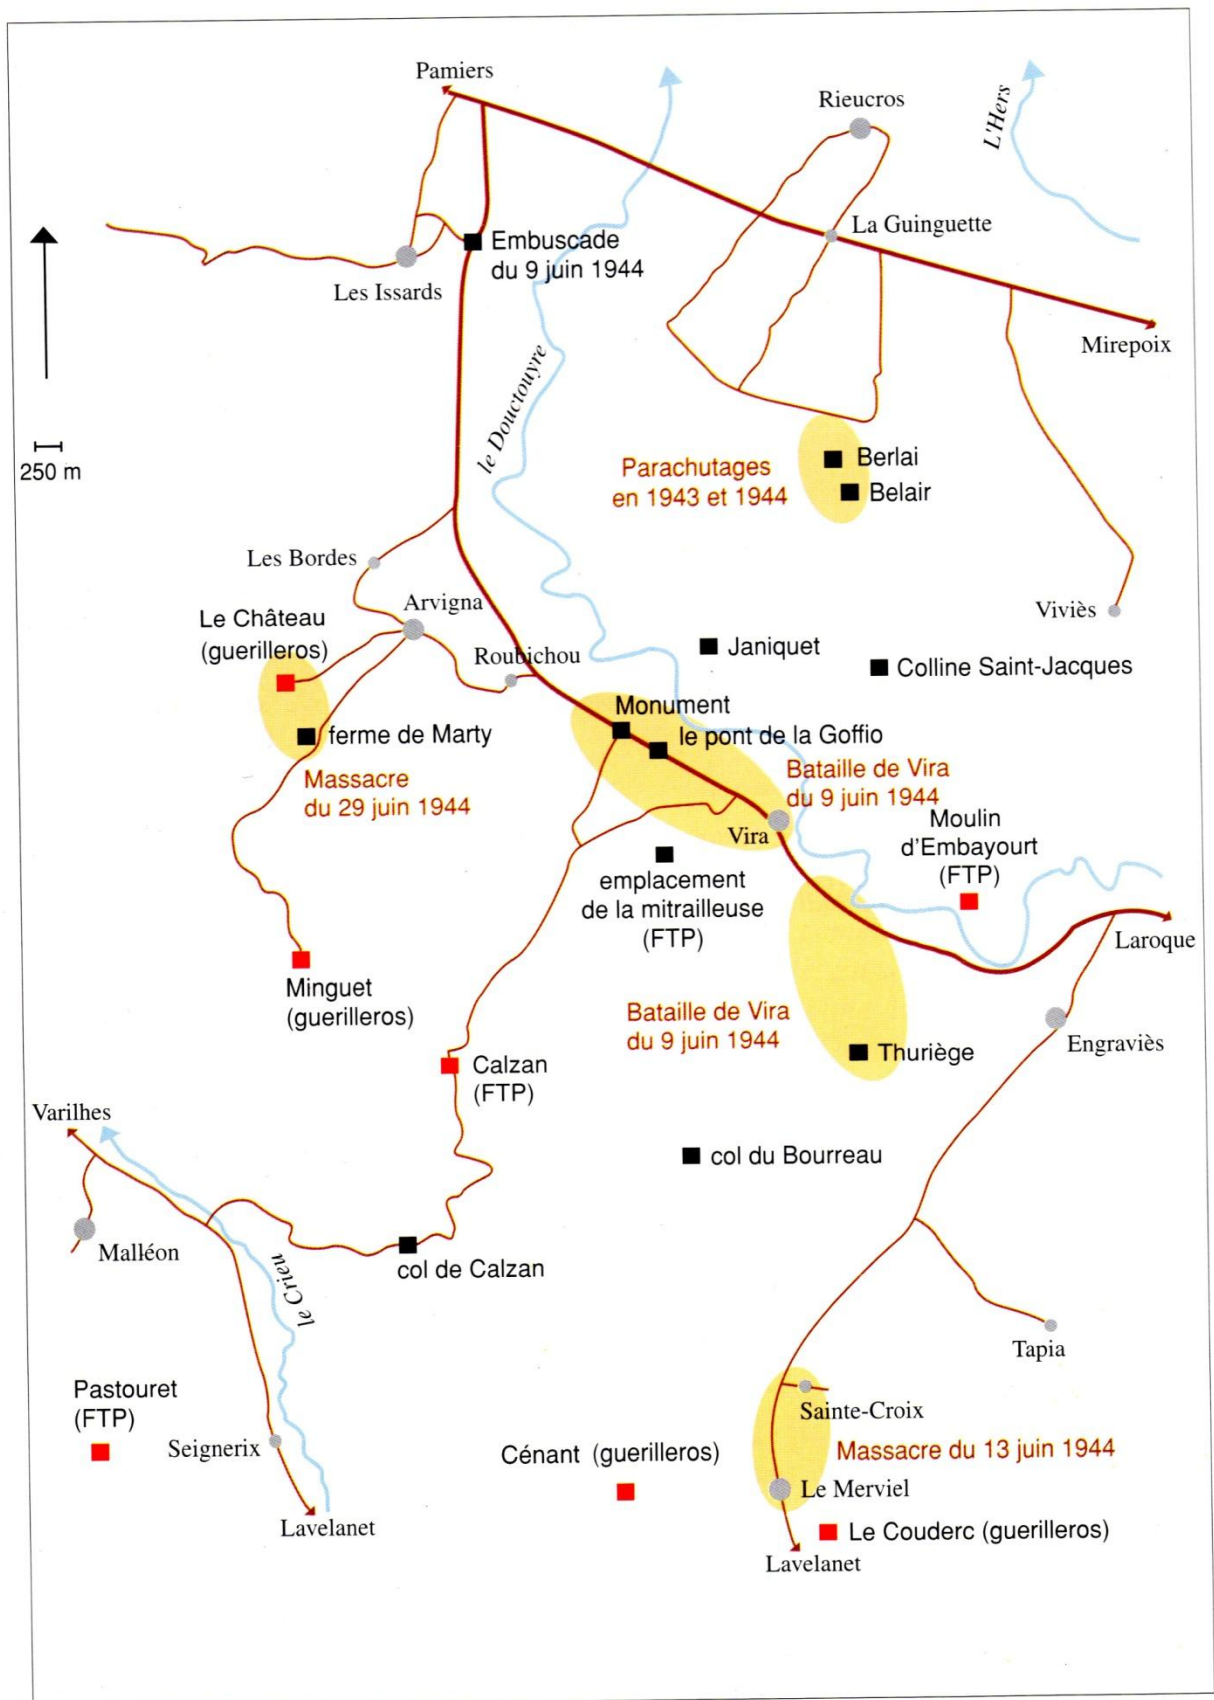 Pamiers
Rieucros
L'Hers
La Guinguette
Embuscade
du 9 juin 1944
Les Issards
Mirepoix
le Douctouyre
250 m
Parachutages
en 1943 et 1944
Berlai
Belair
Les Bordes
Arvigna
Le Château
(guerilleros)
Roubichou
Viviès
Janiquet
Colline Saint-Jacques
Monument
le pont de la Goffio
ferme de Marty
Massacre
du 29 juin 1944
Bataille de Vira
du 9 juin 1944
Vira
Moulin
d'Embayourt
(FTP)
emplacement
de la mitrailleuse
(FTP)
Laroque
Minguet
(guerilleros)
Bataille de Vira
du 9 juin 1944
Engraviès
Thuriège
Calzan
(FTP)
Varilhes
col du Bourreau
Malléon
col de Calzan
le Crieu
Tapia
Pastouret
(FTP)
Sainte-Croix
Seignerix
Cénant (guerilleros)
Massacre du 13 juin 1944
Le Merviel
Lavelanet
Le Couderc (guerilleros)
Lavelanet